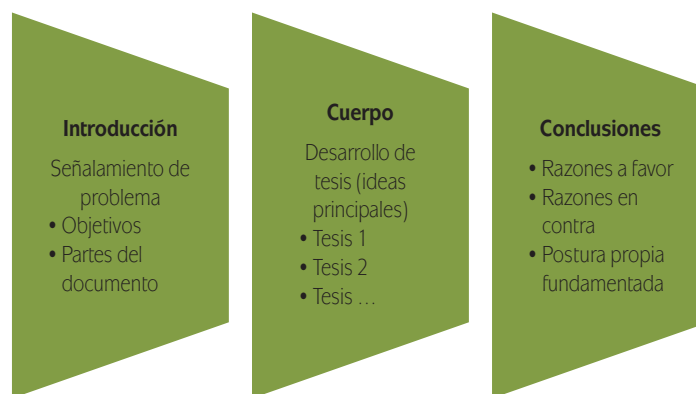 Introducción
Señalamiento de
problema
• Objetivos
• Partes del
documento
Cuerpo
Desarrollo de
tesis (ideas
principales)
• Tesis 1
• Tesis 2
• Tesis …
Conclusiones
• Razones a favor
• Razones en
contra
• Postura propia
fundamentada